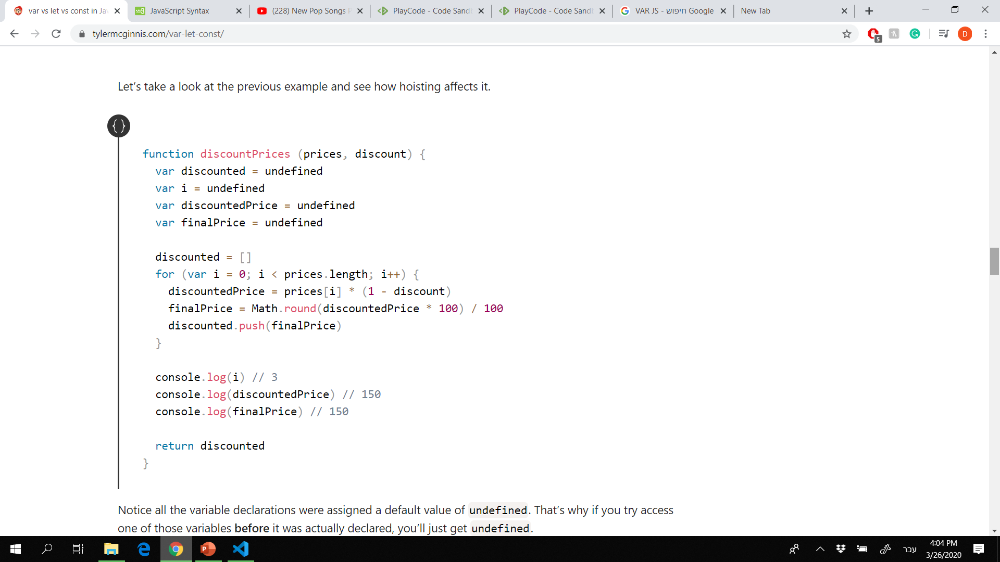 var vs let vs const in Ja
JavaScript Syntax
(228) New Pop Songs P
PlayCode - Code Sand
PlayCode - Code Sand
VAR JS - חיפוש Google
New Tab
tylermcginnis.com/var-let-const/
5
D
Let’s take a look at the previous example and see how hoisting affects it.
{}
function discountPrices (prices, discount) {
  var discounted = undefined
  var i = undefined
  var discountedPrice = undefined
  var finalPrice = undefined
  discounted = []
  for (var i = 0; i < prices.length; i++) {
    discountedPrice = prices[i] * (1 - discount)
    finalPrice = Math.round(discountedPrice * 100) / 100
    discounted.push(finalPrice)
  }
  console.log(i) // 3
  console.log(discountedPrice) // 150
  console.log(finalPrice) // 150
  return discounted
}
Notice all the variable declarations were assigned a default value of undefined. That’s why if you try access
one of those variables before it was actually declared, you’ll just get undefined.
עבר
4:04 PM
3/26/2020